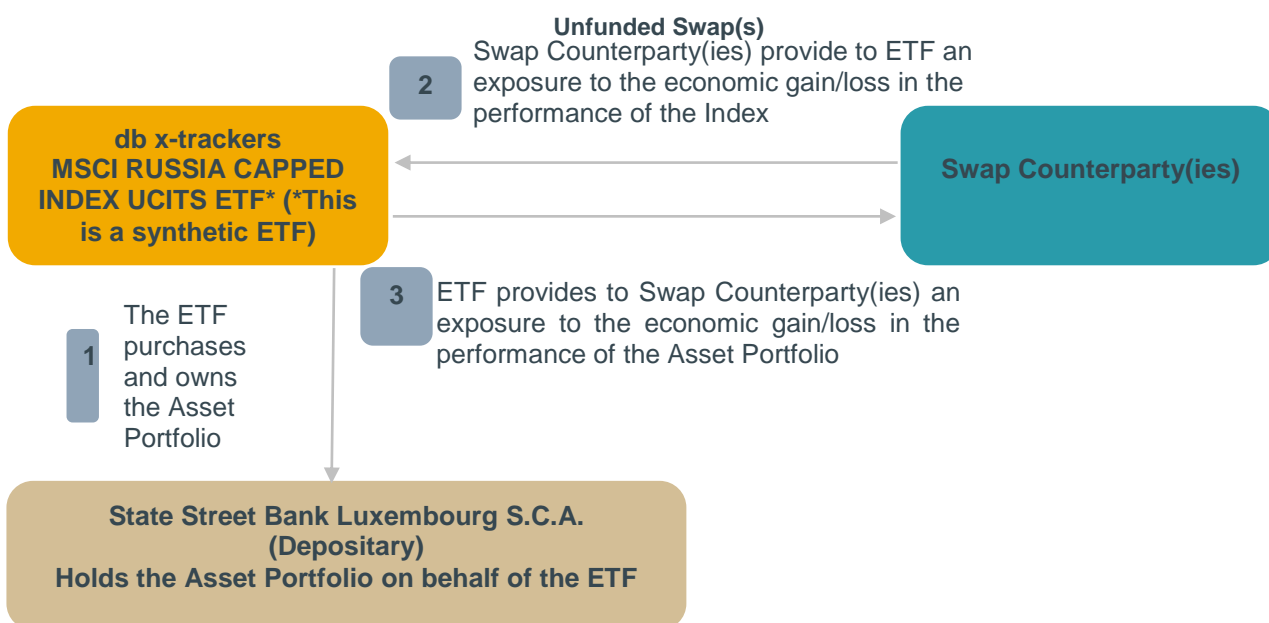 Unfunded Swap(s)
2
Swap Counterparty(ies) provide to ETF an
exposure to the economic gain/loss in the
performance of the Index
db x-trackers
MSCI RUSSIA CAPPED
INDEX UCITS ETF* (*This
is a synthetic ETF)
Swap Counterparty(ies)
3
ETF provides to Swap Counterparty(ies) an
exposure to the economic gain/loss in the
performance of the Asset Portfolio
1
The ETF
purchases
and owns
the Asset
Portfolio
State Street Bank Luxembourg S.C.A.
(Depositary)
Holds the Asset Portfolio on behalf of the ETF